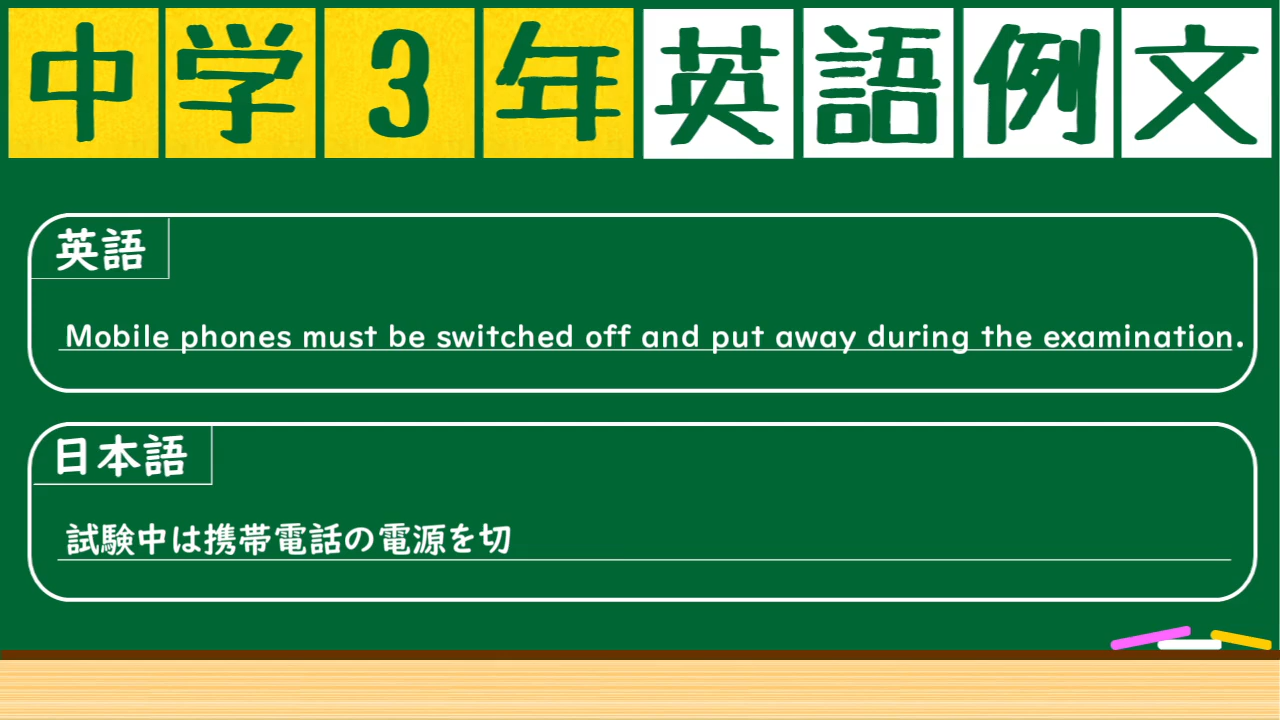 中学3年英語例文
英語
Mobile phones must be switched off and put away during the examination.
日本語
試験中は携帯電話の電源を切